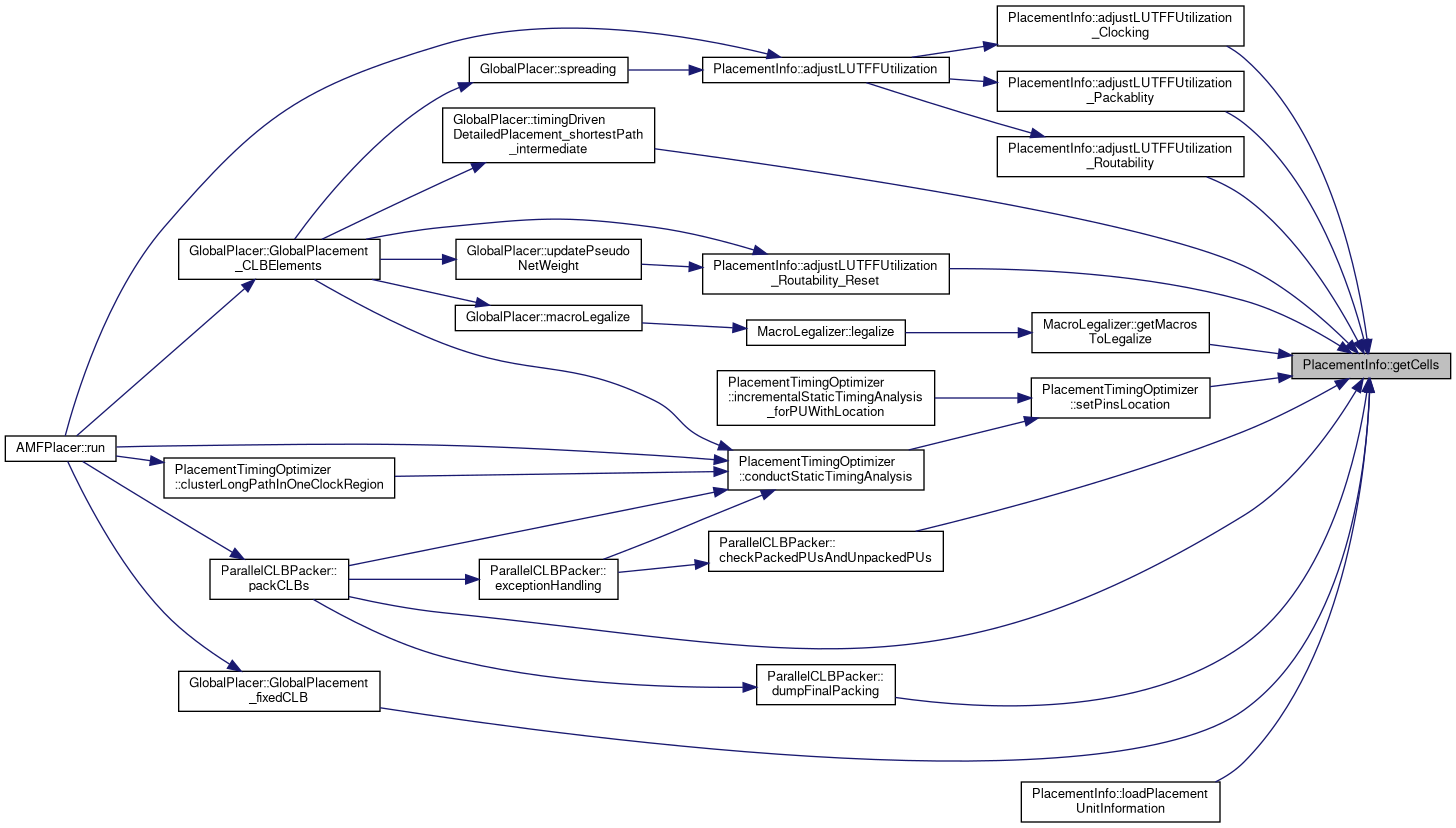 PlacementInfo::adjustLUTFFUtilization
_Clocking
GlobalPlacer::spreading
PlacementInfo::adjustLUTFFUtilization
PlacementInfo::adjustLUTFFUtilization
_Packablity
GlobalPlacer::timingDriven
DetailedPlacement_shortestPath
_intermediate
PlacementInfo::adjustLUTFFUtilization
_Routability
GlobalPlacer::GlobalPlacement
_CLBElements
GlobalPlacer::updatePseudo
NetWeight
PlacementInfo::adjustLUTFFUtilization
_Routability_Reset
GlobalPlacer::macroLegalize
MacroLegalizer::legalize
MacroLegalizer::getMacros
ToLegalize
PlacementInfo::getCells
PlacementTimingOptimizer
::incrementalStaticTimingAnalysis
_forPUWithLocation
PlacementTimingOptimizer
::setPinsLocation
AMFPlacer::run
PlacementTimingOptimizer
::clusterLongPathInOneClockRegion
PlacementTimingOptimizer
::conductStaticTimingAnalysis
ParallelCLBPacker::
checkPackedPUsAndUnpackedPUs
ParallelCLBPacker::
packCLBs
ParallelCLBPacker::
exceptionHandling
GlobalPlacer::GlobalPlacement
_fixedCLB
ParallelCLBPacker::
dumpFinalPacking
PlacementInfo::loadPlacement
UnitInformation